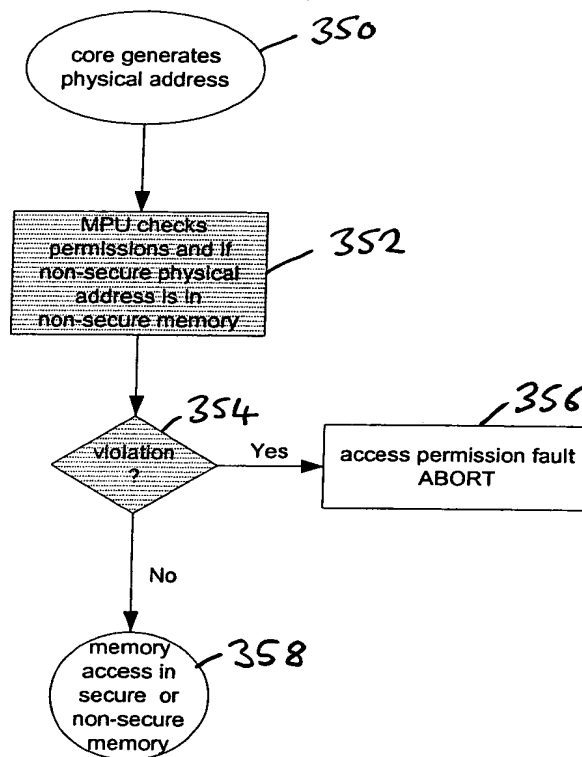 core generates
physical address
350
MPU checks
permissions and if
non-secure physical
address is in
non-secure memory
352
violation
?
354
Yes
access permission fault
ABORT
356
No
memory
access in
secure or
non-secure
memory
358